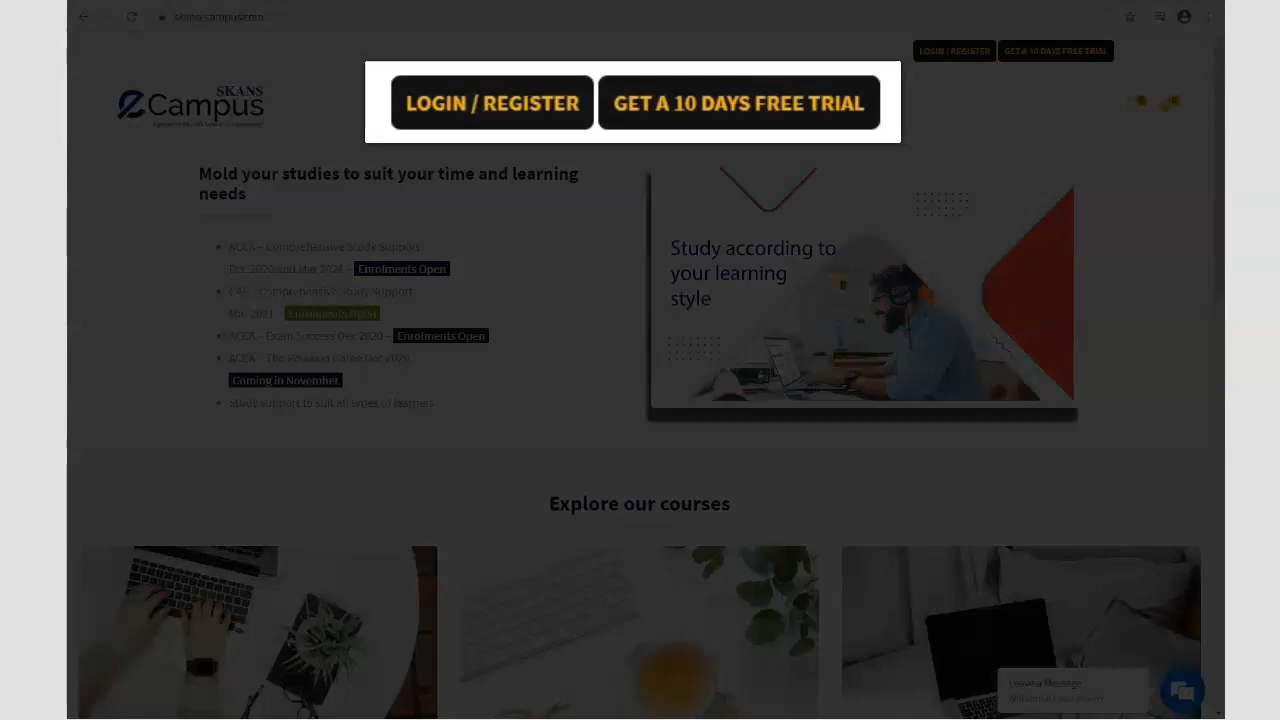 skansecampus.com
LOGIN / REGISTER GET A 10 DAYS FREE TRIAL
LOGIN / REGISTER GET A 10 DAYS FREE TRIAL
SKANS
eCampus
Mold your studies to suit your time and learning
needs
ACCA – Comprehensive Study Support
Dec 2020 and Mar 2021 – Enrolments Open
CAF – Comprehensive Study Support
Mar 2021 – Enrolments Open
ACCA – Exam Success Dec 2020 – Enrolments Open
ACCA – The Revision Game Dec 2020
Coming in November
Study support to suit all types of learners
Study according to
your learning
style
Explore our courses
Leave a Message